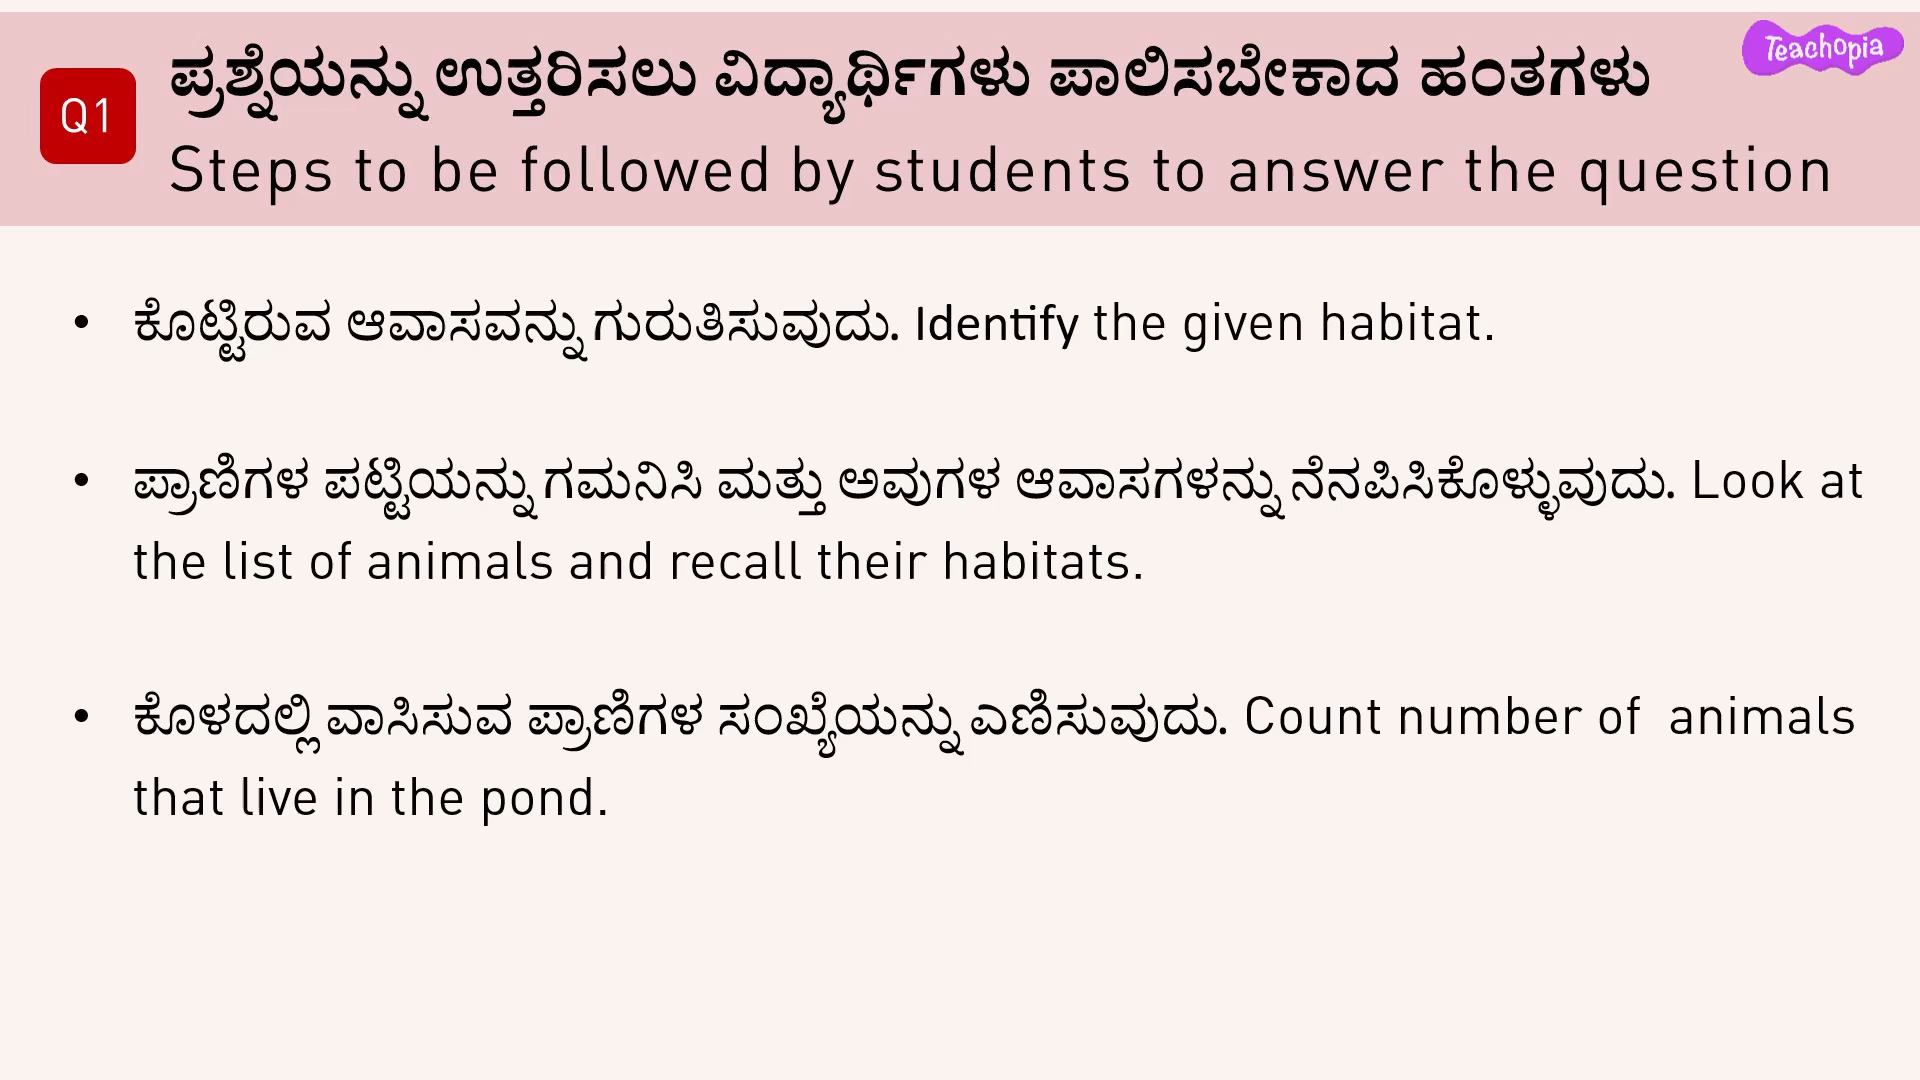 Teachopia
Q1
ಪ್ರಶ್ನೆಯನ್ನು ಉತ್ತರಿಸಲು ವಿದ್ಯಾರ್ಥಿಗಳು ಪಾಲಿಸಬೇಕಾದ ಹಂತಗಳು
Steps to be followed by students to answer the question
• ಕೊಟ್ಟಿರುವ ಆವಾಸವನ್ನು ಗುರುತಿಸುವುದು. Identify the given habitat.
• ಪ್ರಾಣಿಗಳ ಪಟ್ಟಿಯನ್ನು ಗಮನಿಸಿ ಮತ್ತು ಅವುಗಳ ಆವಾಸಗಳನ್ನು ನೆನಪಿಸಿಕೊಳ್ಳುವುದು. Look at
the list of animals and recall their habitats.
• ಕೊಳದಲ್ಲಿ ವಾಸಿಸುವ ಪ್ರಾಣಿಗಳ ಸಂಖ್ಯೆಯನ್ನು ಎಣಿಸುವುದು. Count number of  animals
that live in the pond.